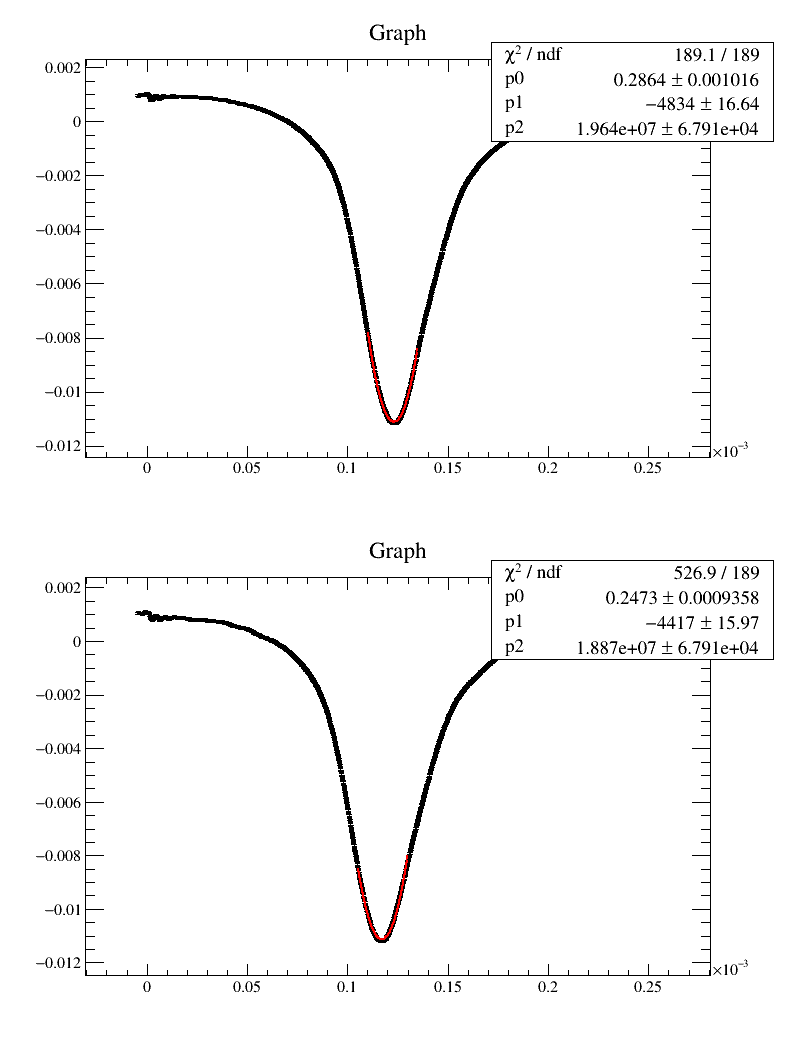 Graph
χ² / ndf 189.1 / 189
p0 0.2864 ± 0.001016
p1 −4834 ± 16.64
p2 1.964e+07 ± 6.791e+04
0.002
0
−0.002
−0.004
−0.006
−0.008
−0.01
−0.012
0 0.05 0.1 0.15 0.2 0.25
×10⁻³
Graph
χ² / ndf 526.9 / 189
p0 0.2473 ± 0.0009358
p1 −4417 ± 15.97
p2 1.887e+07 ± 6.791e+04
0.002
0
−0.002
−0.004
−0.006
−0.008
−0.01
−0.012
0 0.05 0.1 0.15 0.2 0.25
×10⁻³